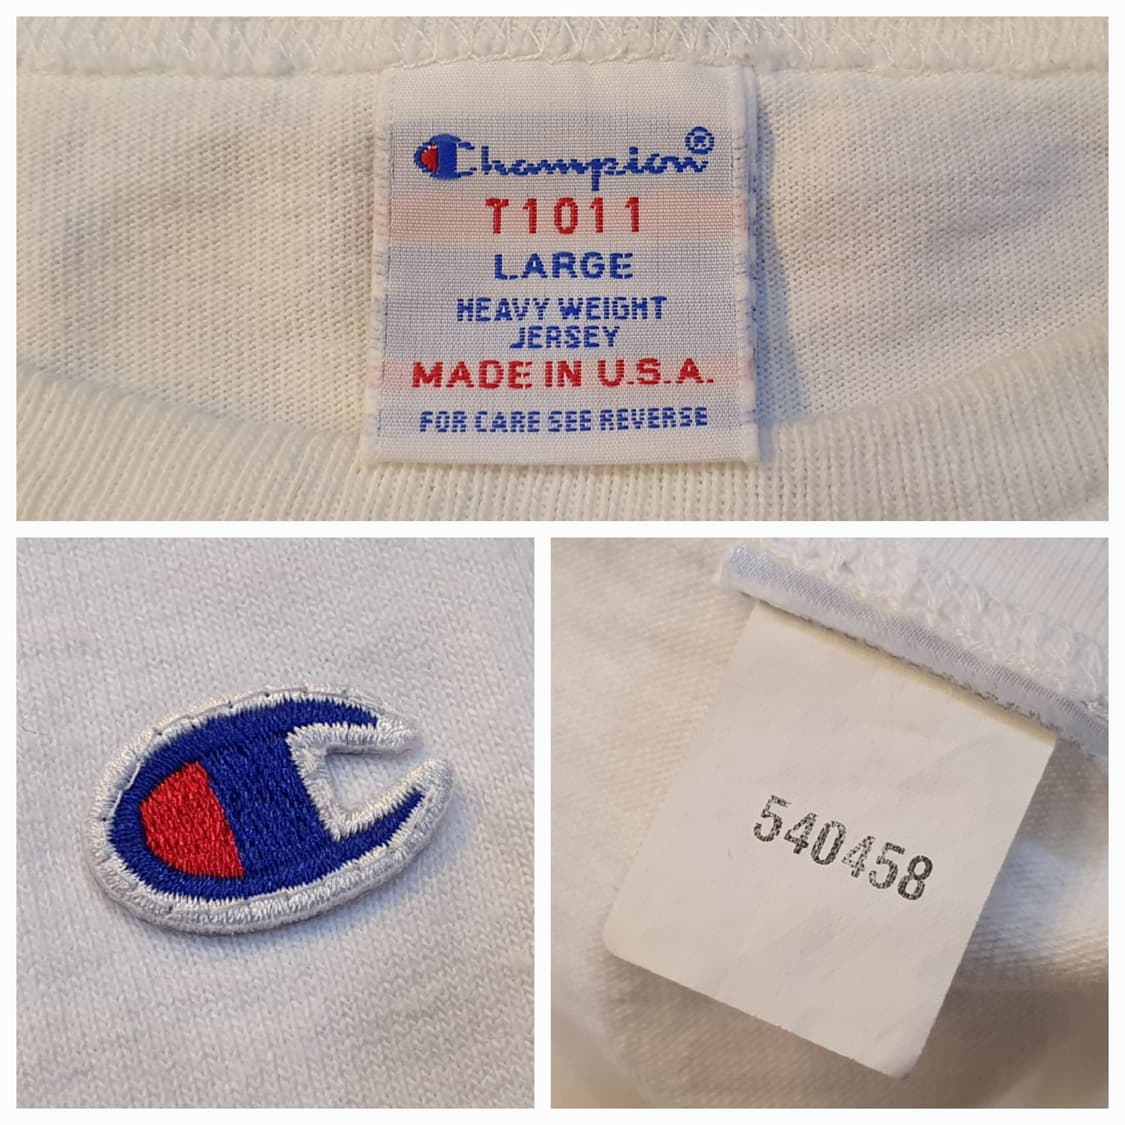 Champion®
T1011
LARGE
HEAVY WEIGHT
JERSEY
MADE IN U.S.A.
FOR CARE SEE REVERSE
540458